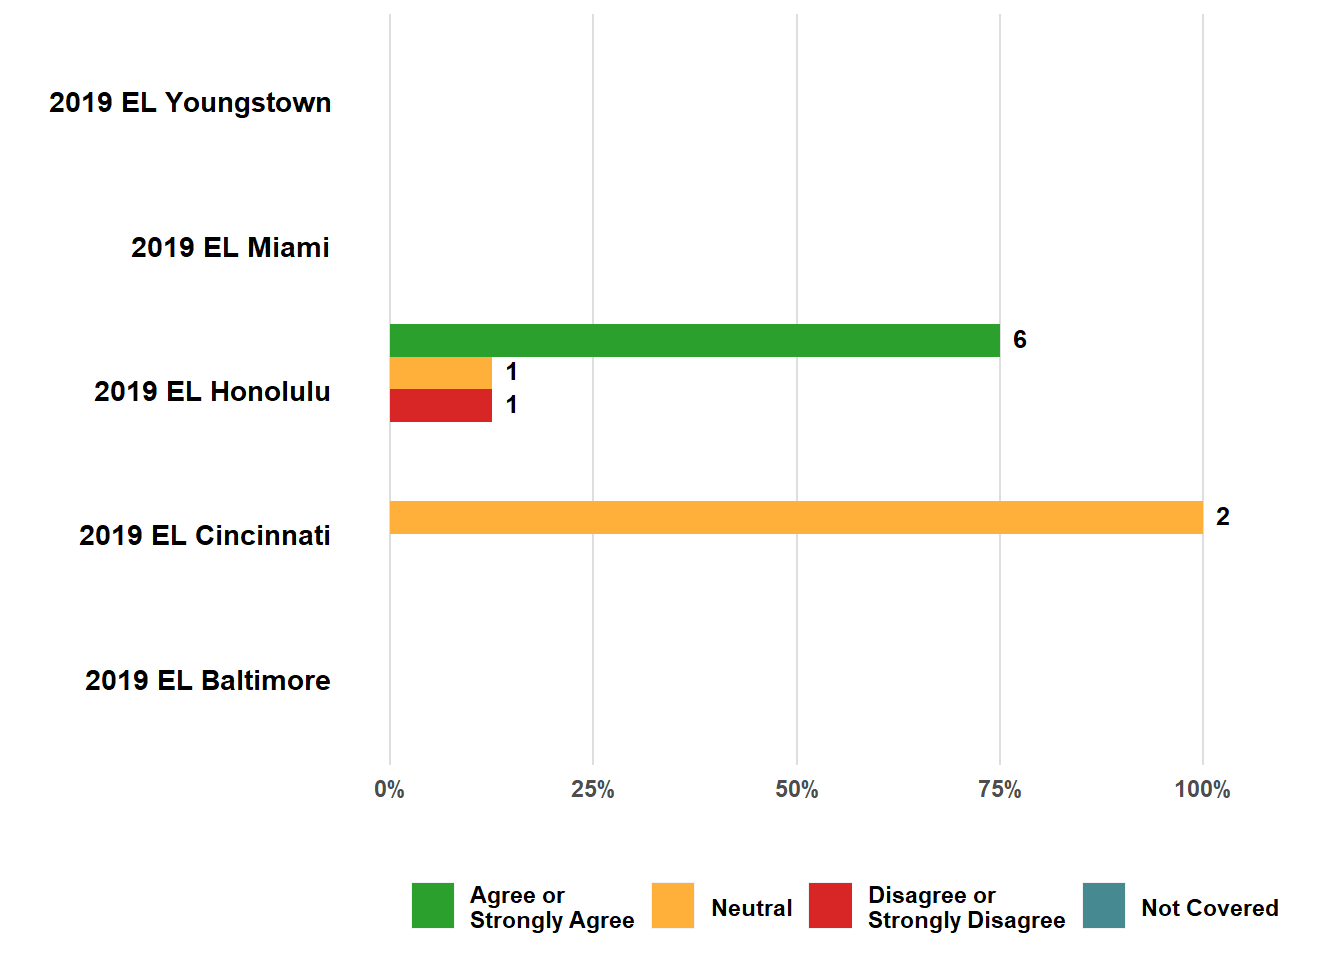 2019 EL Youngstown
2019 EL Miami
6
1
2019 EL Honolulu
1
2
2019 EL Cincinnati
2019 EL Baltimore
0%
25%
50%
75%
100%
Agree or
Strongly Agree
Neutral
Disagree or
Strongly Disagree
Not Covered